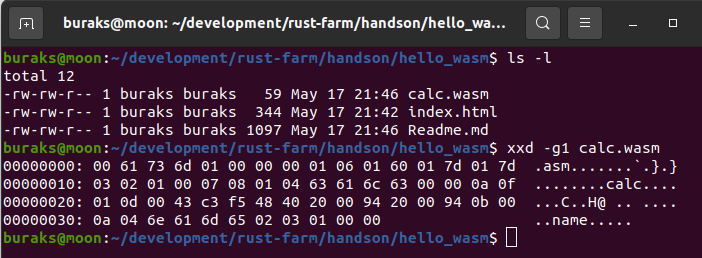 buraks@moon: ~/development/rust-farm/handson/hello_wa...
buraks@moon:~/development/rust-farm/handson/hello_wasm$ ls -l
total 12
-rw-rw-r-- 1 buraks buraks   59 May 17 21:46 calc.wasm
-rw-rw-r-- 1 buraks buraks  344 May 17 21:42 index.html
-rw-rw-r-- 1 buraks buraks 1097 May 17 21:46 Readme.md
buraks@moon:~/development/rust-farm/handson/hello_wasm$ xxd -g1 calc.wasm
00000000: 00 61 73 6d 01 00 00 00 01 06 01 60 01 7d 01 7d  .asm.......`.}.}
00000010: 03 02 01 00 07 08 01 04 63 61 6c 63 00 00 0a 0f  ........calc....
00000020: 01 0d 00 43 c3 f5 48 40 20 00 94 20 00 94 0b 00  ...C..H@ .. ....
00000030: 0a 04 6e 61 6d 65 02 03 01 00 00                 ..name.....
buraks@moon:~/development/rust-farm/handson/hello_wasm$